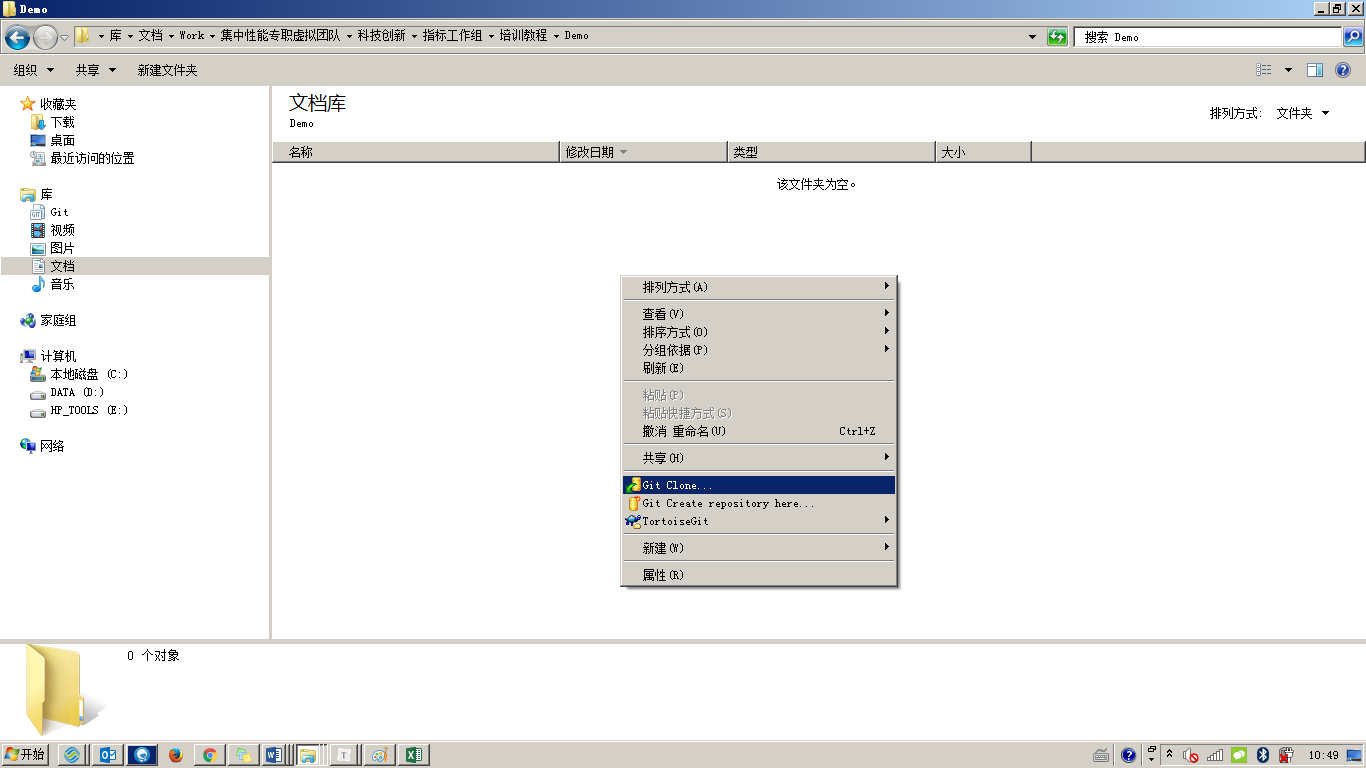 Demo
库 文档 Work 集中性能专职虚拟团队 科技创新 指标工作组 培训教程 Demo
搜索 Demo
组织 共享 新建文件夹
收藏夹
下载
桌面
最近访问的位置
库
Git
视频
图片
文档
音乐
家庭组
计算机
本地磁盘 (C:)
DATA (D:)
HP_TOOLS (E:)
网络
文档库
Demo
排列方式: 文件夹
名称 修改日期 类型 大小
该文件夹为空。
排列方式(A)
查看(V)
排序方式(O)
分组依据(P)
刷新(E)
粘贴(P)
粘贴快捷方式(S)
撤消 重命名(U) Ctrl+Z
共享(H)
Git Clone...
Git Create repository here...
TortoiseGit
新建(W)
属性(R)
0 个对象
开始
10:49